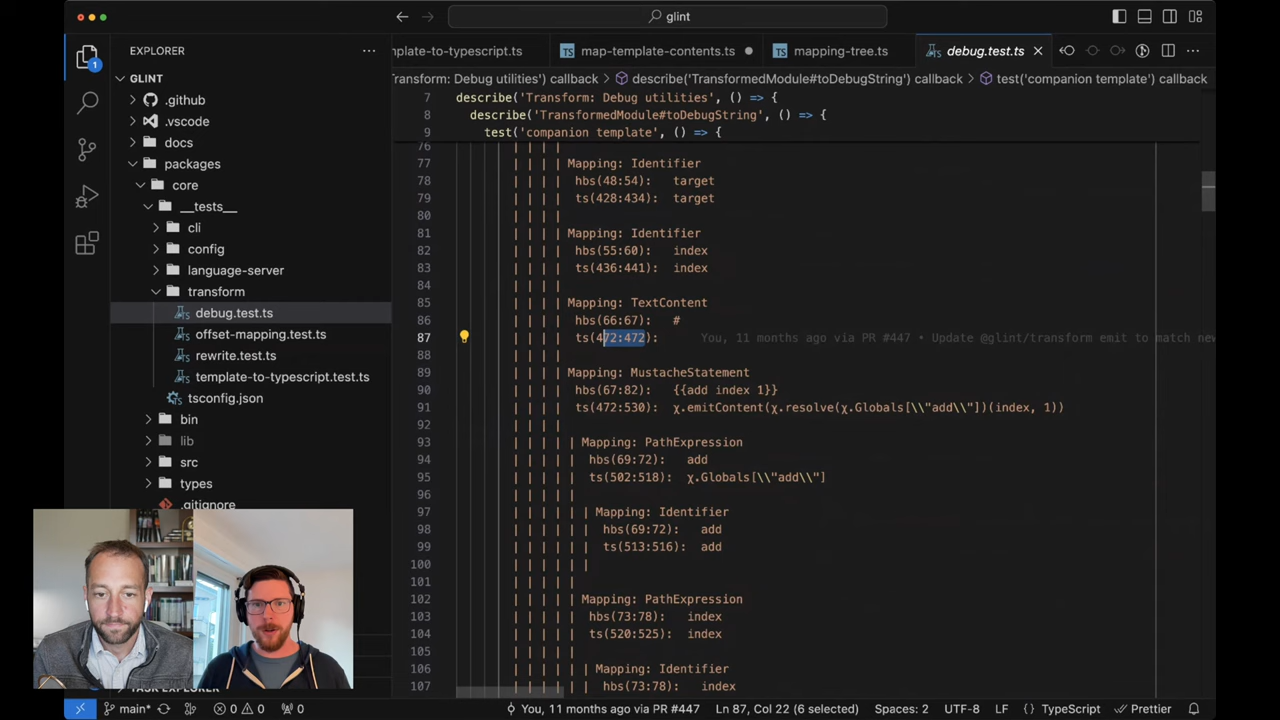 glint
EXPLORER
mplate-to-typescript.ts
TS map-template-contents.ts
TS mapping-tree.ts
debug.test.ts
Transform: Debug utilities') callback
describe('TransformedModule#toDebugString') callback
test('companion template') callback
GLINT
.github
.vscode
docs
packages
core
__tests__
cli
config
language-server
transform
debug.test.ts
offset-mapping.test.ts
rewrite.test.ts
template-to-typescript.test.ts
tsconfig.json
bin
lib
src
types
.gitignore
1
7 describe('Transform: Debug utilities', () => {
8 describe('TransformedModule#toDebugString', () => {
9 test('companion template', () => {
76 | | | |
77 | | | | Mapping: Identifier
78 | | | | hbs(48:54): target
79 | | | | ts(428:434): target
80 | | | |
81 | | | | Mapping: Identifier
82 | | | | hbs(55:60): index
83 | | | | ts(436:441): index
84 | | | |
85 | | | | Mapping: TextContent
86 | | | | hbs(66:67): #
87 | | | | ts(472:472): You, 11 months ago via PR #447 • Update @glint/transform emit to match new
88 | | | |
89 | | | | Mapping: MustacheStatement
90 | | | | hbs(67:82): {{add index 1}}
91 | | | | ts(472:530): χ.emitContent(χ.resolve(χ.Globals[\\"add\\"])(index, 1))
92 | | | |
93 | | | | | Mapping: PathExpression
94 | | | | | hbs(69:72): add
95 | | | | | ts(502:518): χ.Globals[\\"add\\"]
96 | | | | |
97 | | | | | | Mapping: Identifier
98 | | | | | | hbs(69:72): add
99 | | | | | | ts(513:516): add
100 | | | | | |
101 | | | | |
102 | | | | | Mapping: PathExpression
103 | | | | | hbs(73:78): index
104 | | | | | ts(520:525): index
105 | | | | |
106 | | | | | | Mapping: Identifier
107 | | | | | | hbs(73:78): index
main* 0 0 0 You, 11 months ago via PR #447 Ln 87, Col 22 (6 selected) Spaces: 2 UTF-8 LF {} TypeScript Prettier